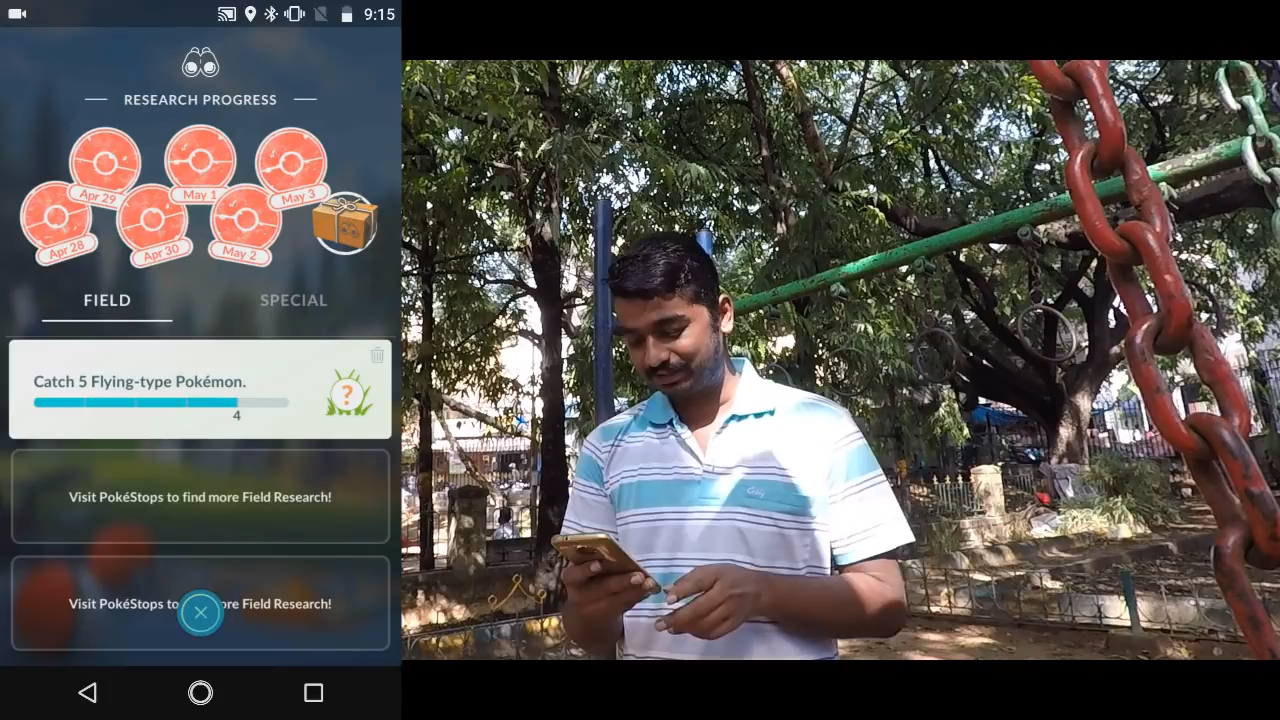 9:15
RESEARCH PROGRESS
Apr 29
May 1
May 3
Apr 28
Apr 30
May 2
FIELD
SPECIAL
Catch 5 Flying-type Pokémon.
?
4
Visit PokéStops to find more Field Research!
Visit PokéStops to ore Field Research!